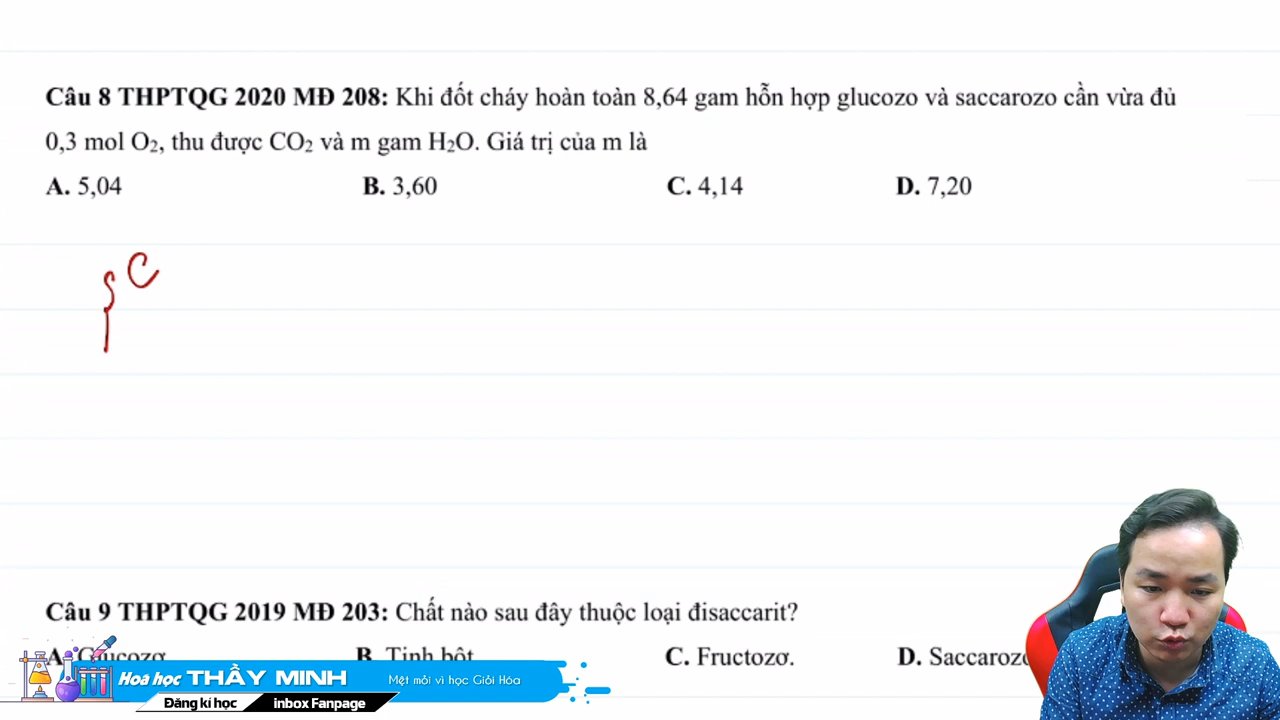 Câu 8 THPTQG 2020 MĐ 208: Khi đốt cháy hoàn toàn 8,64 gam hỗn hợp glucozo và saccarozo cần vừa đủ
0,3 mol O₂, thu được CO₂ và m gam H₂O. Giá trị của m là
A. 5,04 B. 3,60 C. 4,14 D. 7,20
C
Câu 9 THPTQG 2019 MĐ 203: Chất nào sau đây thuộc loại đisaccarit?
B. Tinh bột C. Fructozơ. D.
Hoá học THẦY MINH Mệt mỏi vì học Giỏi Hóa
Đăng kí học inbox Fanpage